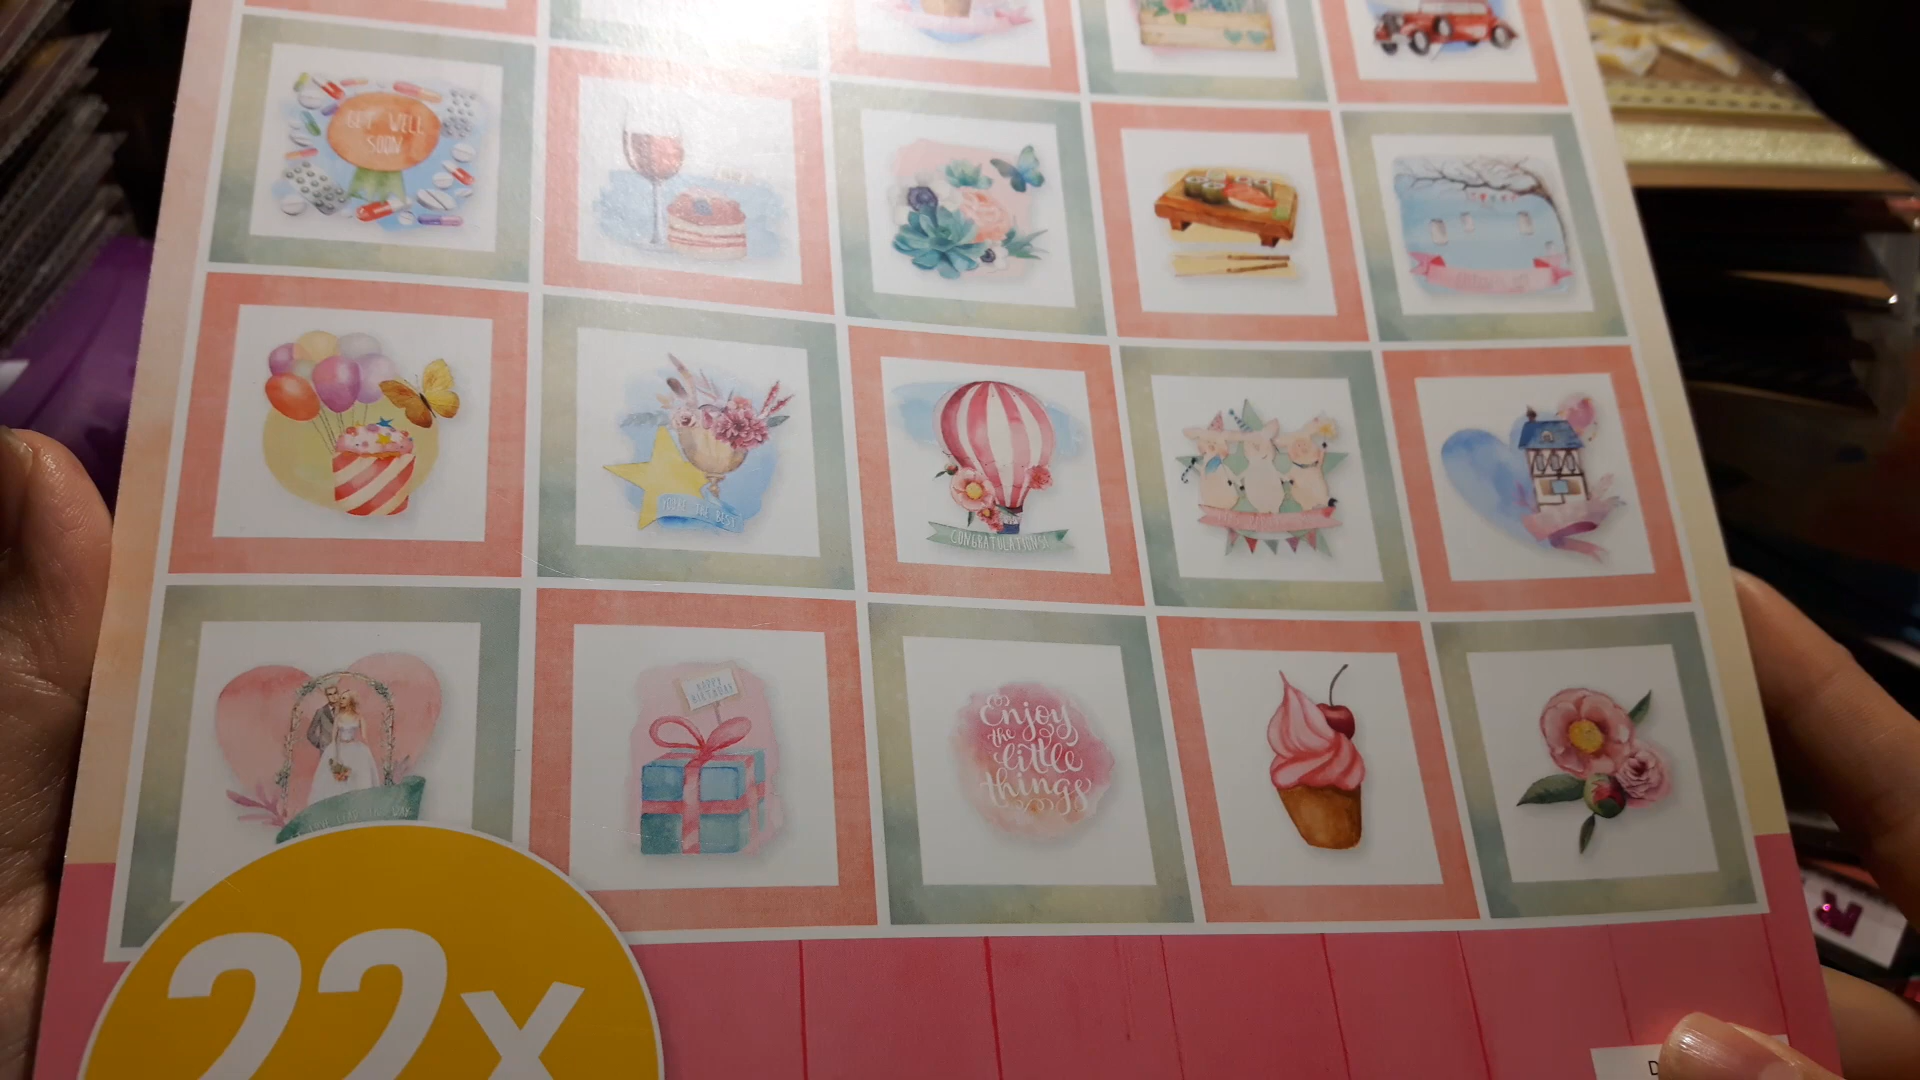 GET WELL
SOON
YOU'RE THE BEST!
CONGRATULATIONS!
HAPPY
BIRTHDAY
Enjoy
the
little
things
22x
D